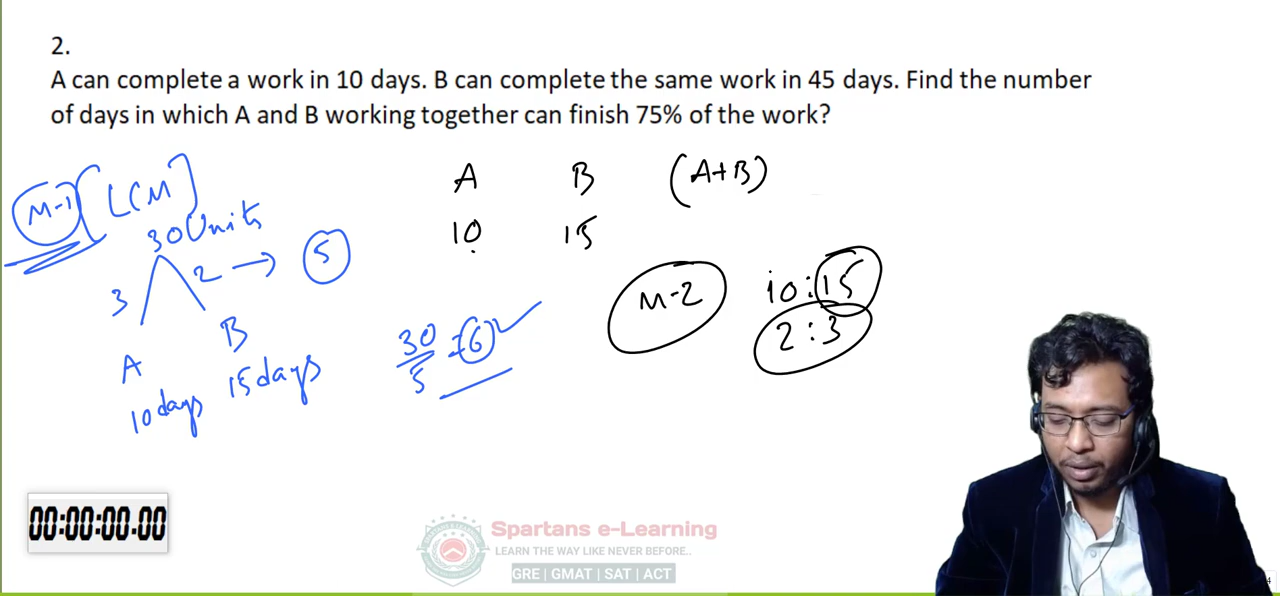 2.
A can complete a work in 10 days. B can complete the same work in 45 days. Find the number
of days in which A and B working together can finish 75% of the work?
M-1 [LCM]
30 Units
3 2 → 5
A B
10 days 15 days
30/5 = 6
A B (A+B)
10 15
M-2 10:15
2:3
00:00:00.00
Spartans e-Learning
LEARN THE WAY LIKE NEVER BEFORE..
GRE | GMAT | SAT | ACT
4